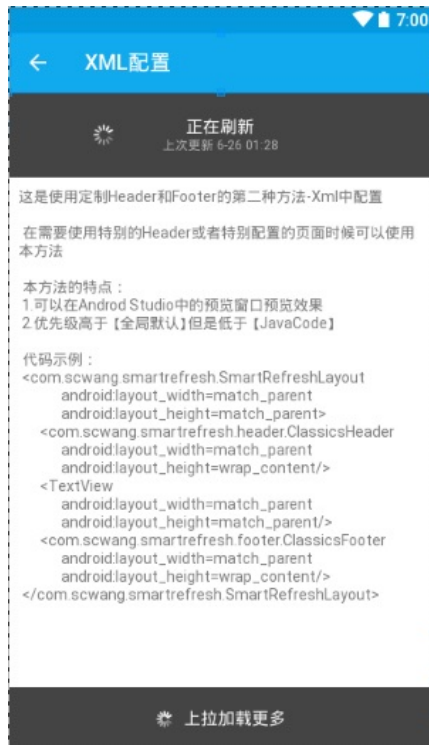 7:00
XML配置
正在刷新
上次更新 6-26 01:28
这是使用定制Header和Footer的第二种方法-Xml中配置
在需要使用特别的Header或者特别配置的页面时候可以使用
本方法
本方法的特点：
1.可以在Androd Studio中的预览窗口预览效果
2.优先级高于【全局默认】但是低于【JavaCode】
代码示例：
<com.scwang.smartrefresh.SmartRefreshLayout
android:layout_width=match_parent
android:layout_height=match_parent>
<com.scwang.smartrefresh.header.ClassicsHeader
android:layout_width=match_parent
android:layout_height=wrap_content/>
<TextView
android:layout_width=match_parent
android:layout_height=match_parent/>
<com.scwang.smartrefresh.footer.ClassicsFooter
android:layout_width=match_parent
android:layout_height=wrap_content/>
</com.scwang.smartrefresh.SmartRefreshLayout>
上拉加载更多